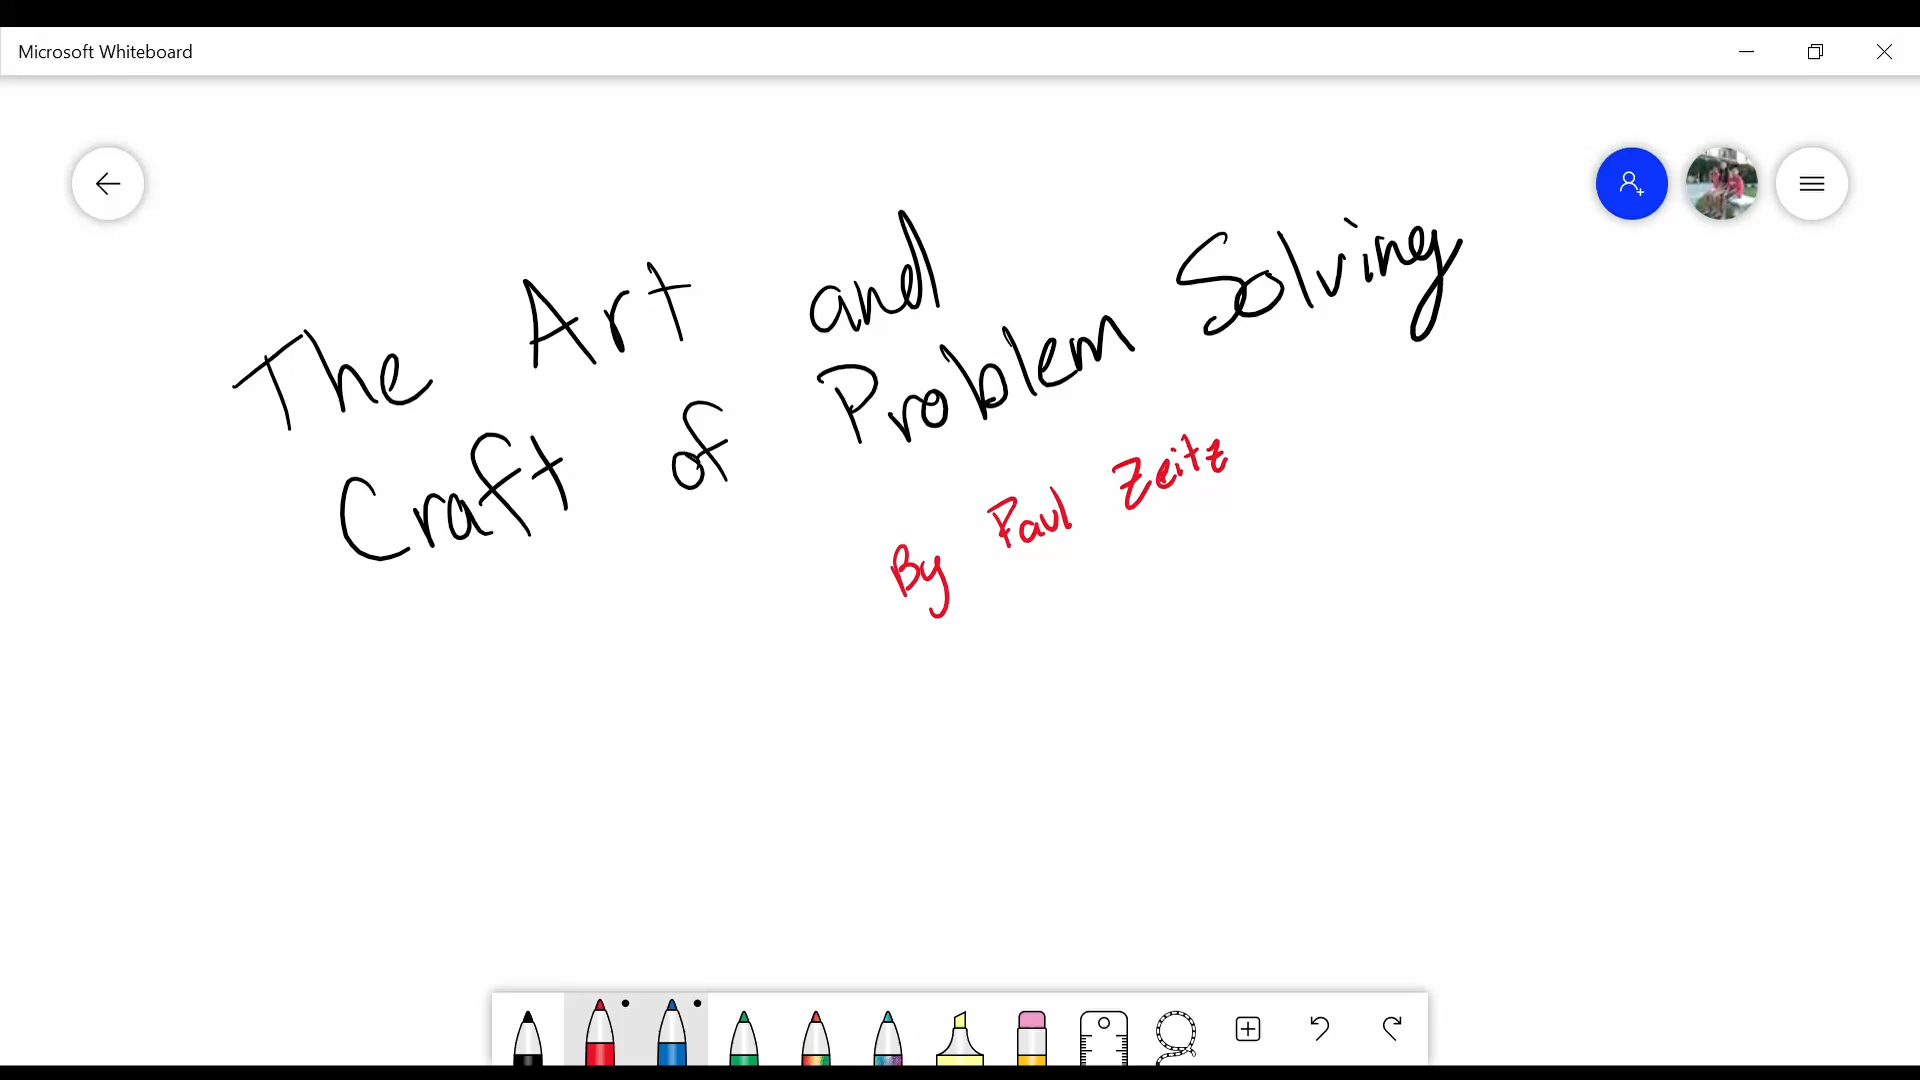 Microsoft Whiteboard
The Art and
Craft of Problem Solving
By Paul Zeitz